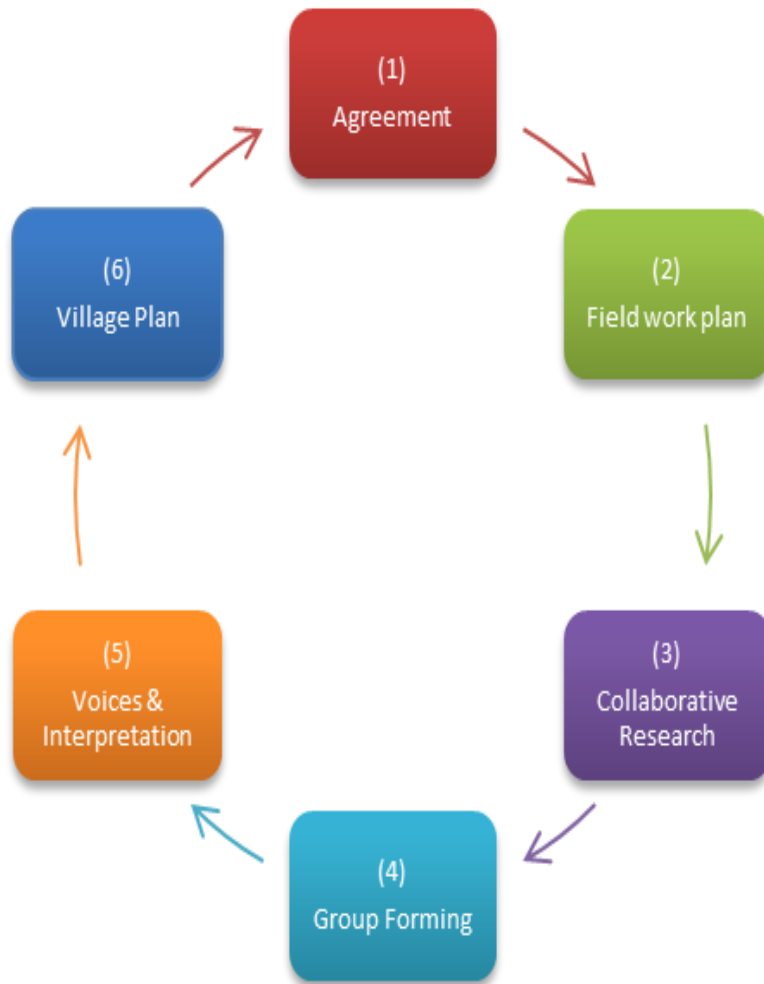 (1)
Agreement
(2)
Field work plan
(3)
Collaborative
Research
(4)
Group Forming
(5)
Voices &
Interpretation
(6)
Village Plan